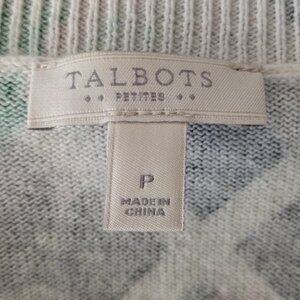 TALBOTS
PETITES
P
MADE IN
CHINA